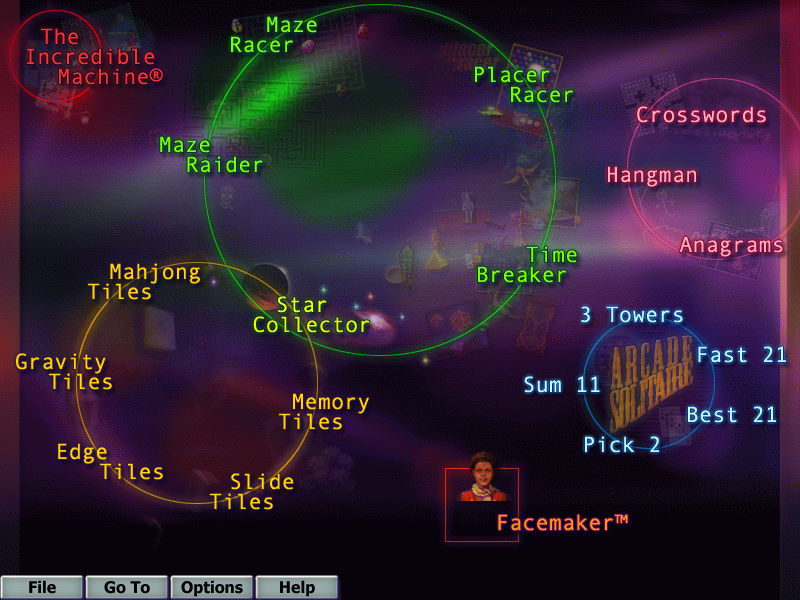 The
Incredible
Machine®
Maze
Racer
Placer
Racer
Maze
Raider
Time
Breaker
Star
Collector
Crosswords
Hangman
Anagrams
Mahjong
Tiles
Gravity
Tiles
Memory
Tiles
Edge
Tiles
Slide
Tiles
3 Towers
Fast 21
Sum 11
Best 21
Pick 2
ARCADE
SOLITAIRE
Facemaker™
File
Go To
Options
Help